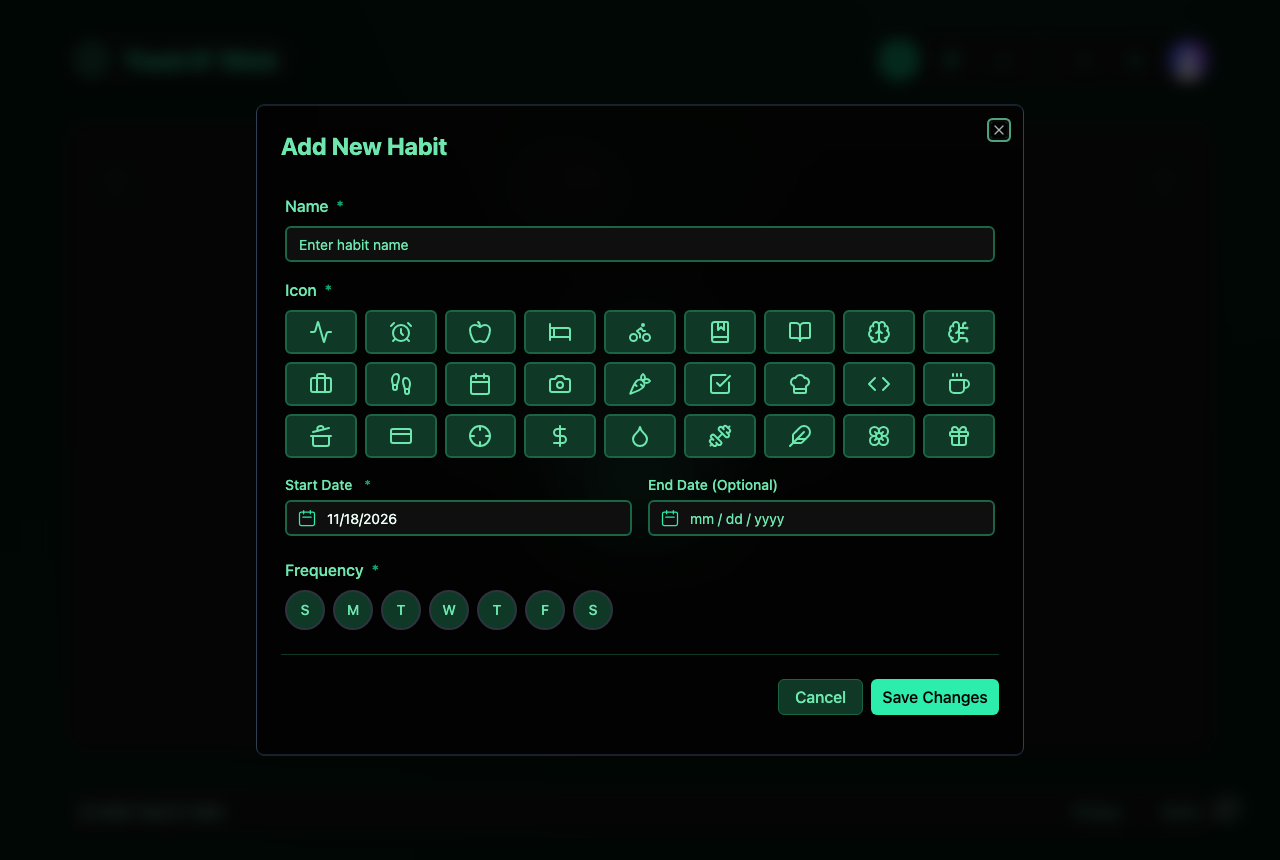 Add New Habit
Name *
Enter habit name
Icon *
Start Date *
End Date (Optional)
11/18/2026
mm / dd / yyyy
Frequency *
S M T W T F S
Cancel
Save Changes